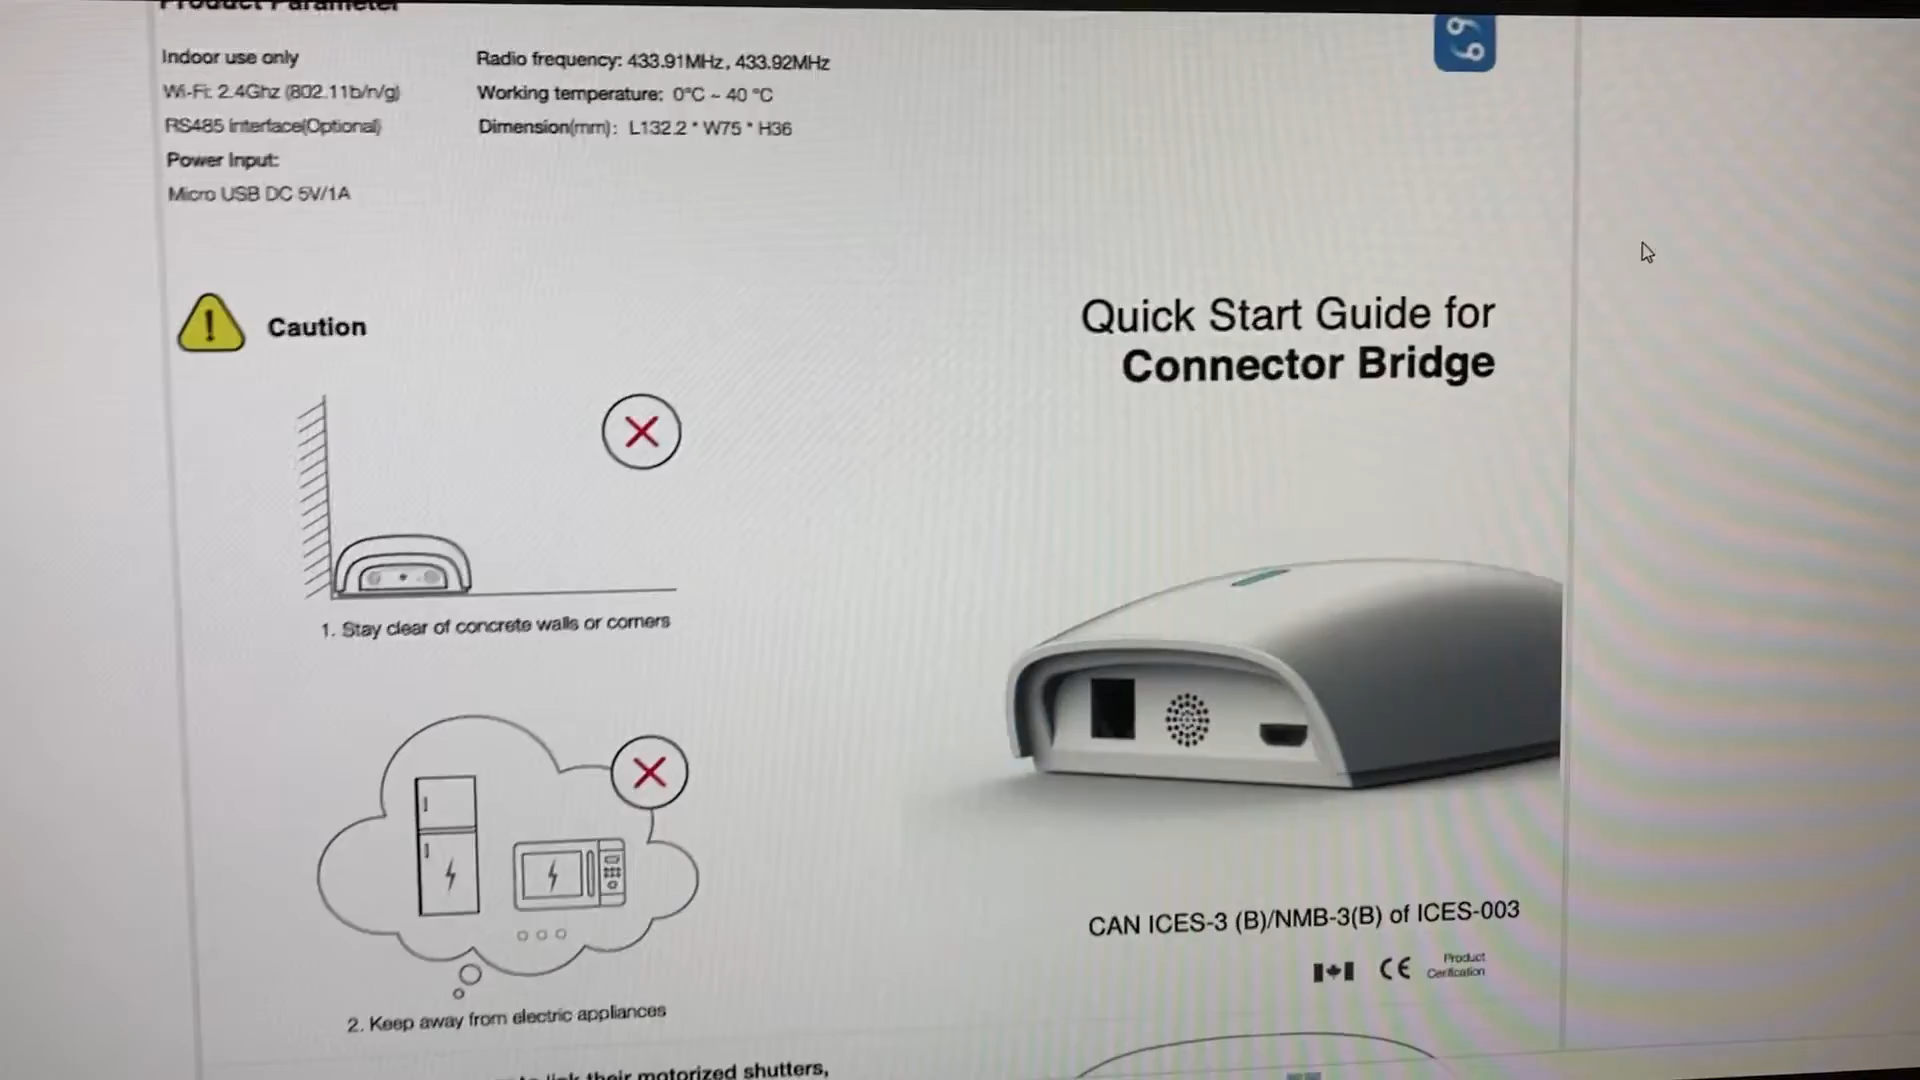 Product Parameter
Indoor use only
Wi-Fi: 2.4Ghz (802.11b/n/g)
RS485 Interface(Optional)
Power Input:
Micro USB DC 5V/1A
Radio frequency: 433.91MHz, 433.92MHz
Working temperature: 0°C ~ 40 °C
Dimension(mm): L132.2 * W75 * H36
! Caution
1. Stay clear of concrete walls or corners
2. Keep away from electric appliances
link their motorized shutters,
Quick Start Guide for
Connector Bridge
CAN ICES-3 (B)/NMB-3(B) of ICES-003
CE
Product
Certification